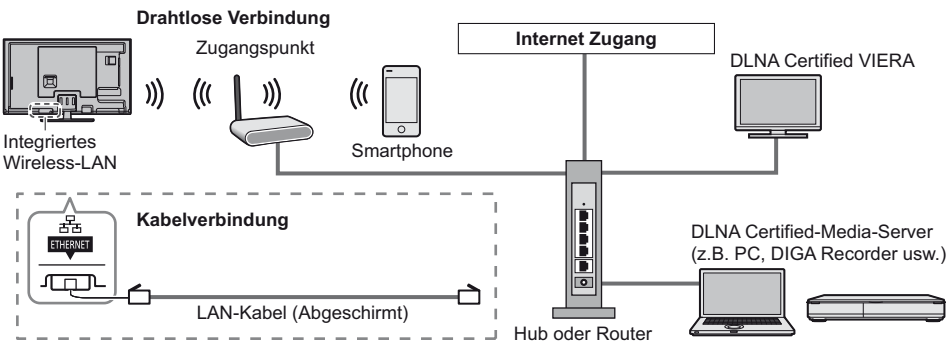 Drahtlose Verbindung
Zugangspunkt
Internet Zugang
DLNA Certified VIERA
Integriertes
Wireless-LAN
Smartphone
Kabelverbindung
ETHERNET
LAN-Kabel (Abgeschirmt)
DLNA Certified-Media-Server
(z.B. PC, DIGA Recorder usw.)
Hub oder Router